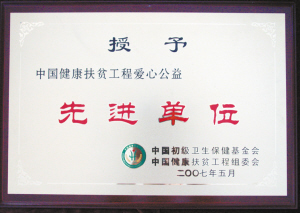 授予
中国健康扶贫工程爱心公益
先进单位
中国初级卫生保健基金会
中国健康扶贫工程组委会
二〇〇七年五月